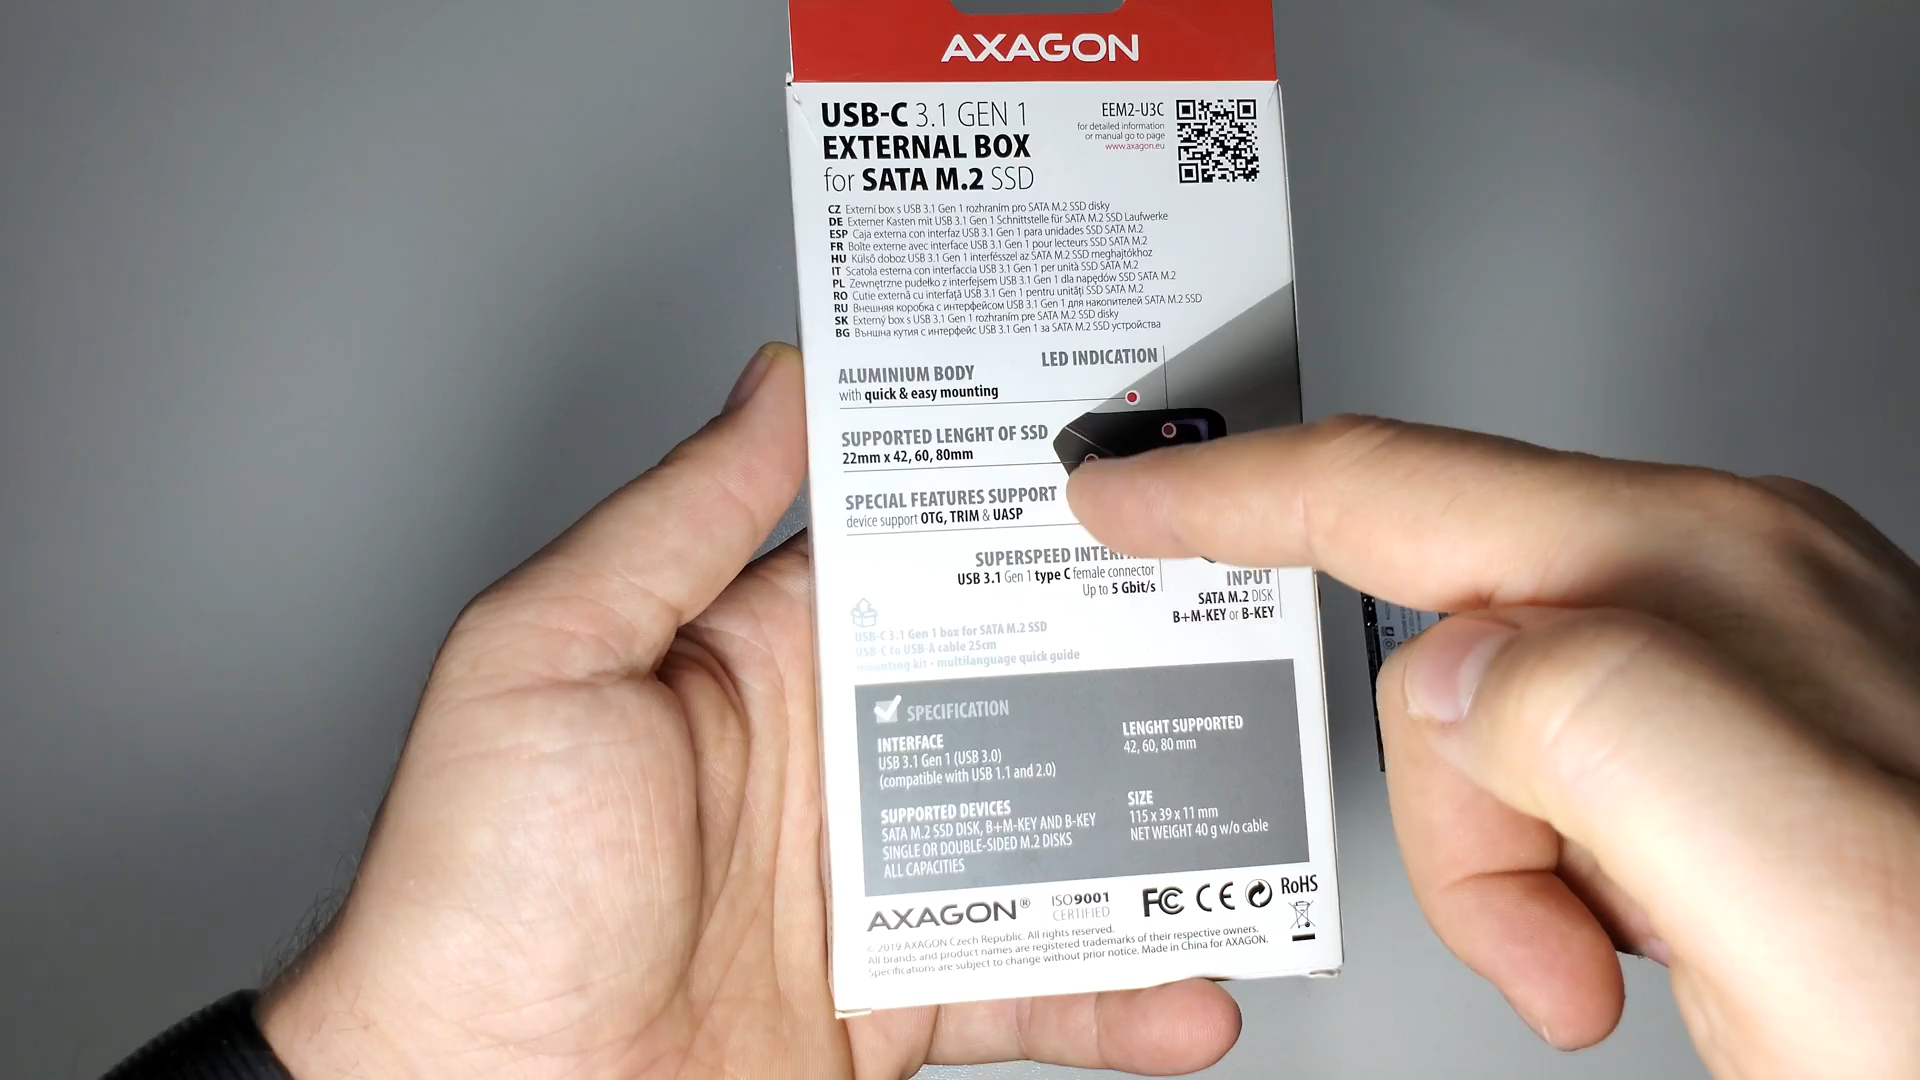 AXAGON
USB-C 3.1 GEN 1
EXTERNAL BOX
for SATA M.2 SSD
EEM2-U3C
for detailed information
or manual go to page
www.axagon.eu
CZ Externí box s USB 3.1 Gen 1 rozhraním pro SATA M.2 SSD disky
DE Externer Kasten mit USB 3.1 Gen 1 Schnittstelle für SATA M.2 SSD Laufwerke
ESP Caja externa con interfaz USB 3.1 Gen 1 para unidades SSD SATA M.2
FR Boîte externe avec interface USB 3.1 Gen 1 pour lecteurs SSD SATA M.2
HU Külső doboz USB 3.1 Gen 1 interfésszel az SATA M.2 SSD meghajtókhoz
IT Scatola esterna con interfaccia USB 3.1 Gen 1 per unità SSD SATA M.2
PL Zewnętrzne pudełko z interfejsem USB 3.1 Gen 1 dla napędów SSD SATA M.2
RO Cutie externă cu interfaţă USB 3.1 Gen 1 pentru unităţi SSD SATA M.2
RU Внешняя коробка с интерфейсом USB 3.1 Gen 1 для накопителей SATA M.2 SSD
SK Externý box s USB 3.1 Gen 1 rozhraním pre SATA M.2 SSD disky
BG Външна кутия с интерфейс USB 3.1 Gen 1 за SATA M.2 SSD устройства
LED INDICATION
ALUMINIUM BODY
with quick & easy mounting
SUPPORTED LENGHT OF SSD
22mm x 42, 60, 80mm
SPECIAL FEATURES SUPPORT
device support OTG, TRIM & UASP
SUPERSPEED
USB 3.1 Gen 1 type C female connector
Up to 5 Gbit/s
INPUT
SATA M.2 DISK
B+M-KEY or B-KEY
USB-C 3.1 Gen 1 box for SATA M.2 SSD
USB-C to USB-A cable 25cm
mounting kit • multilanguage quick guide
SPECIFICATION
INTERFACE
USB 3.1 Gen 1 (USB 3.0)
(compatible with USB 1.1 and 2.0)
LENGHT SUPPORTED
42, 60, 80 mm
SUPPORTED DEVICES
SATA M.2 SSD DISK, B+M-KEY AND B-KEY
SINGLE OR DOUBLE-SIDED M.2 DISKS
ALL CAPACITIES
SIZE
115 x 39 x 11 mm
NET WEIGHT 40 g w/o cable
AXAGON®
ISO9001
CERTIFIED
FC CE RoHS
© 2019 AXAGON Czech Republic. All rights reserved.
All brands and product names are registered trademarks of their respective owners.
Specifications are subject to change without prior notice. Made in China for AXAGON.